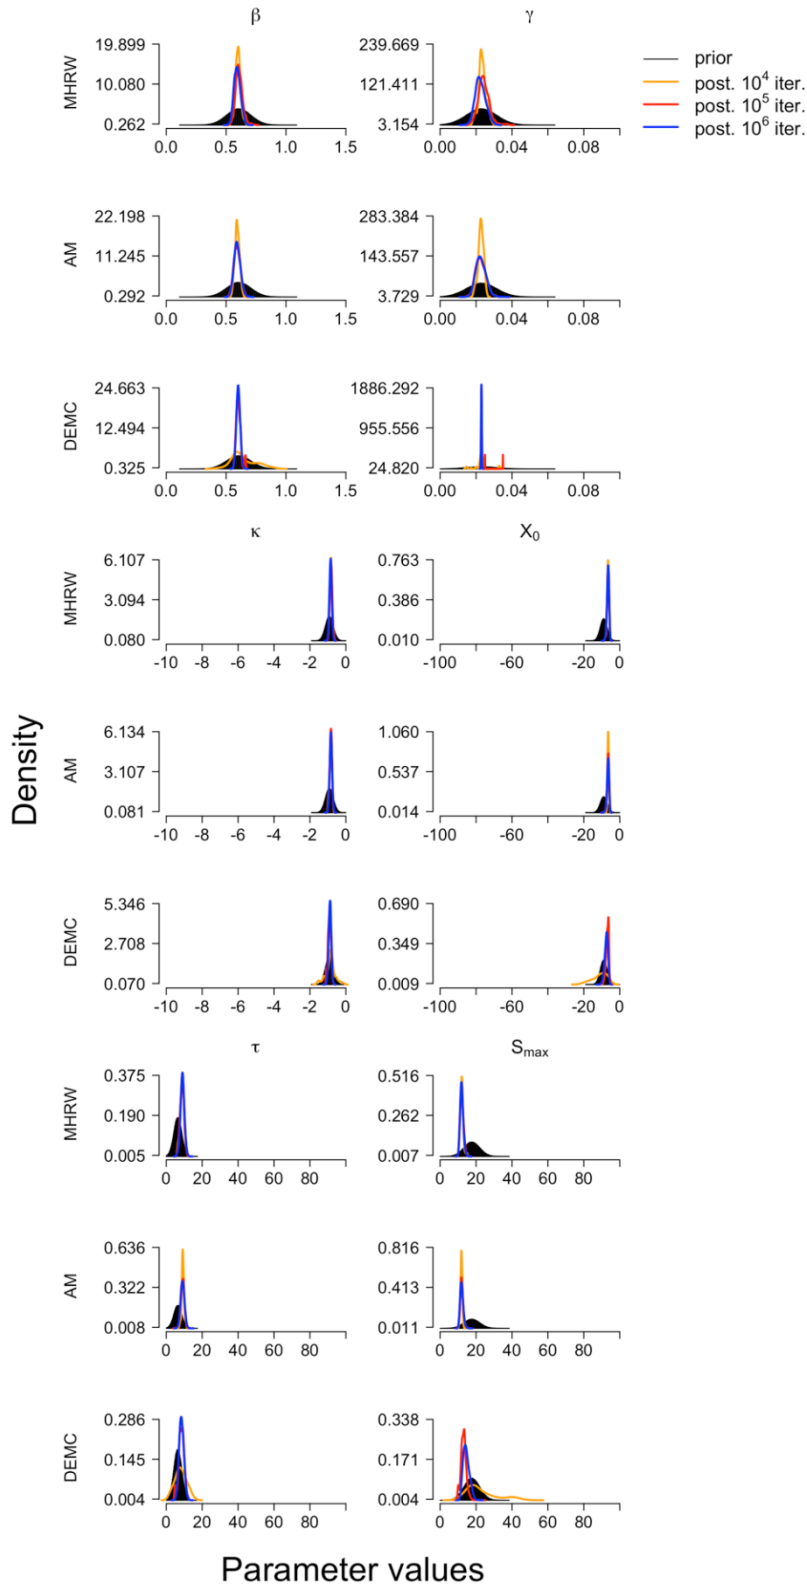 β γ
MHRW
19.899 239.669
10.080 121.411
0.262 3.154
0.0 0.5 1.0 1.5 0.00 0.04 0.08
prior
post. 10⁴ iter.
post. 10⁵ iter.
post. 10⁶ iter.
AM
22.198 283.384
11.245 143.557
0.292 3.729
0.0 0.5 1.0 1.5 0.00 0.04 0.08
DEMC
24.663 1886.292
12.494 955.556
0.325 24.820
0.0 0.5 1.0 1.5 0.00 0.04 0.08
κ X₀
MHRW
6.107 0.763
3.094 0.386
0.080 0.010
-10 -8 -6 -4 -2 0 -100 -60 -20 0
Density
AM
6.134 1.060
3.107 0.537
0.081 0.014
-10 -8 -6 -4 -2 0 -100 -60 -20 0
DEMC
5.346 0.690
2.708 0.349
0.070 0.009
-10 -8 -6 -4 -2 0 -100 -60 -20 0
τ Sₘₐₓ
MHRW
0.375 0.516
0.190 0.262
0.005 0.007
0 20 40 60 80 0 20 40 60 80
AM
0.636 0.816
0.322 0.413
0.008 0.011
0 20 40 60 80 0 20 40 60 80
DEMC
0.286 0.338
0.145 0.171
0.004 0.004
0 20 40 60 80 0 20 40 60 80
Parameter values